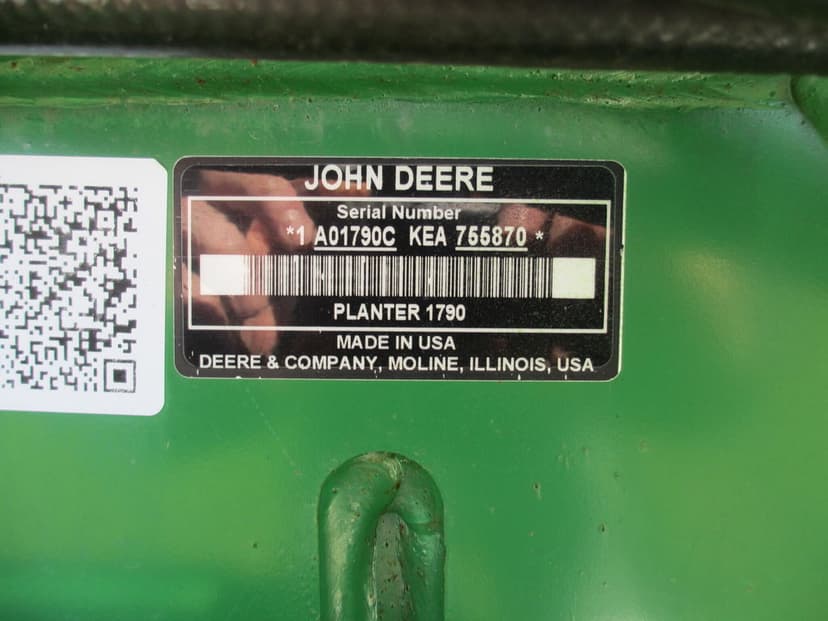 JOHN DEERE
Serial Number
*1 A01790C KEA 755870 *
PLANTER 1790
MADE IN USA
DEERE & COMPANY, MOLINE, ILLINOIS, USA